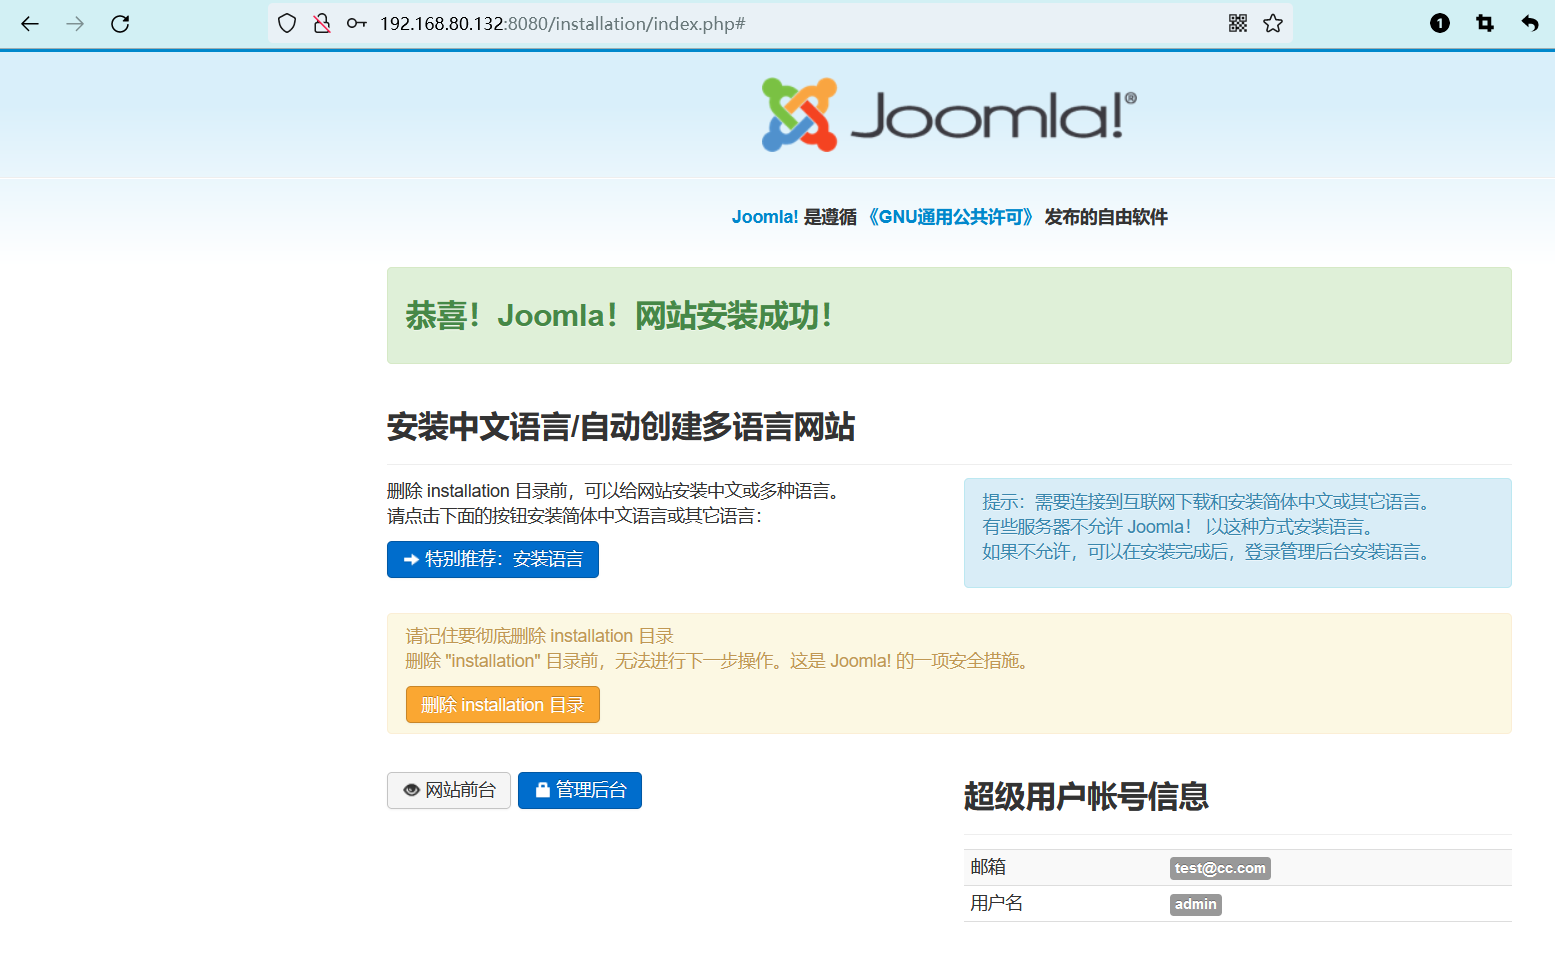 192.168.80.132:8080/installation/index.php#
1
Joomla!®
Joomla! 是遵循 《GNU通用公共许可》 发布的自由软件
恭喜！Joomla！网站安装成功！
安装中文语言/自动创建多语言网站
删除 installation 目录前，可以给网站安装中文或多种语言。
请点击下面的按钮安装简体中文语言或其它语言：
特别推荐：安装语言
提示：需要连接到互联网下载和安装简体中文或其它语言。
有些服务器不允许 Joomla！ 以这种方式安装语言。
如果不允许，可以在安装完成后，登录管理后台安装语言。
请记住要彻底删除 installation 目录
删除 "installation" 目录前，无法进行下一步操作。这是 Joomla! 的一项安全措施。
删除 installation 目录
网站前台
管理后台
超级用户帐号信息
邮箱 test@cc.com
用户名 admin